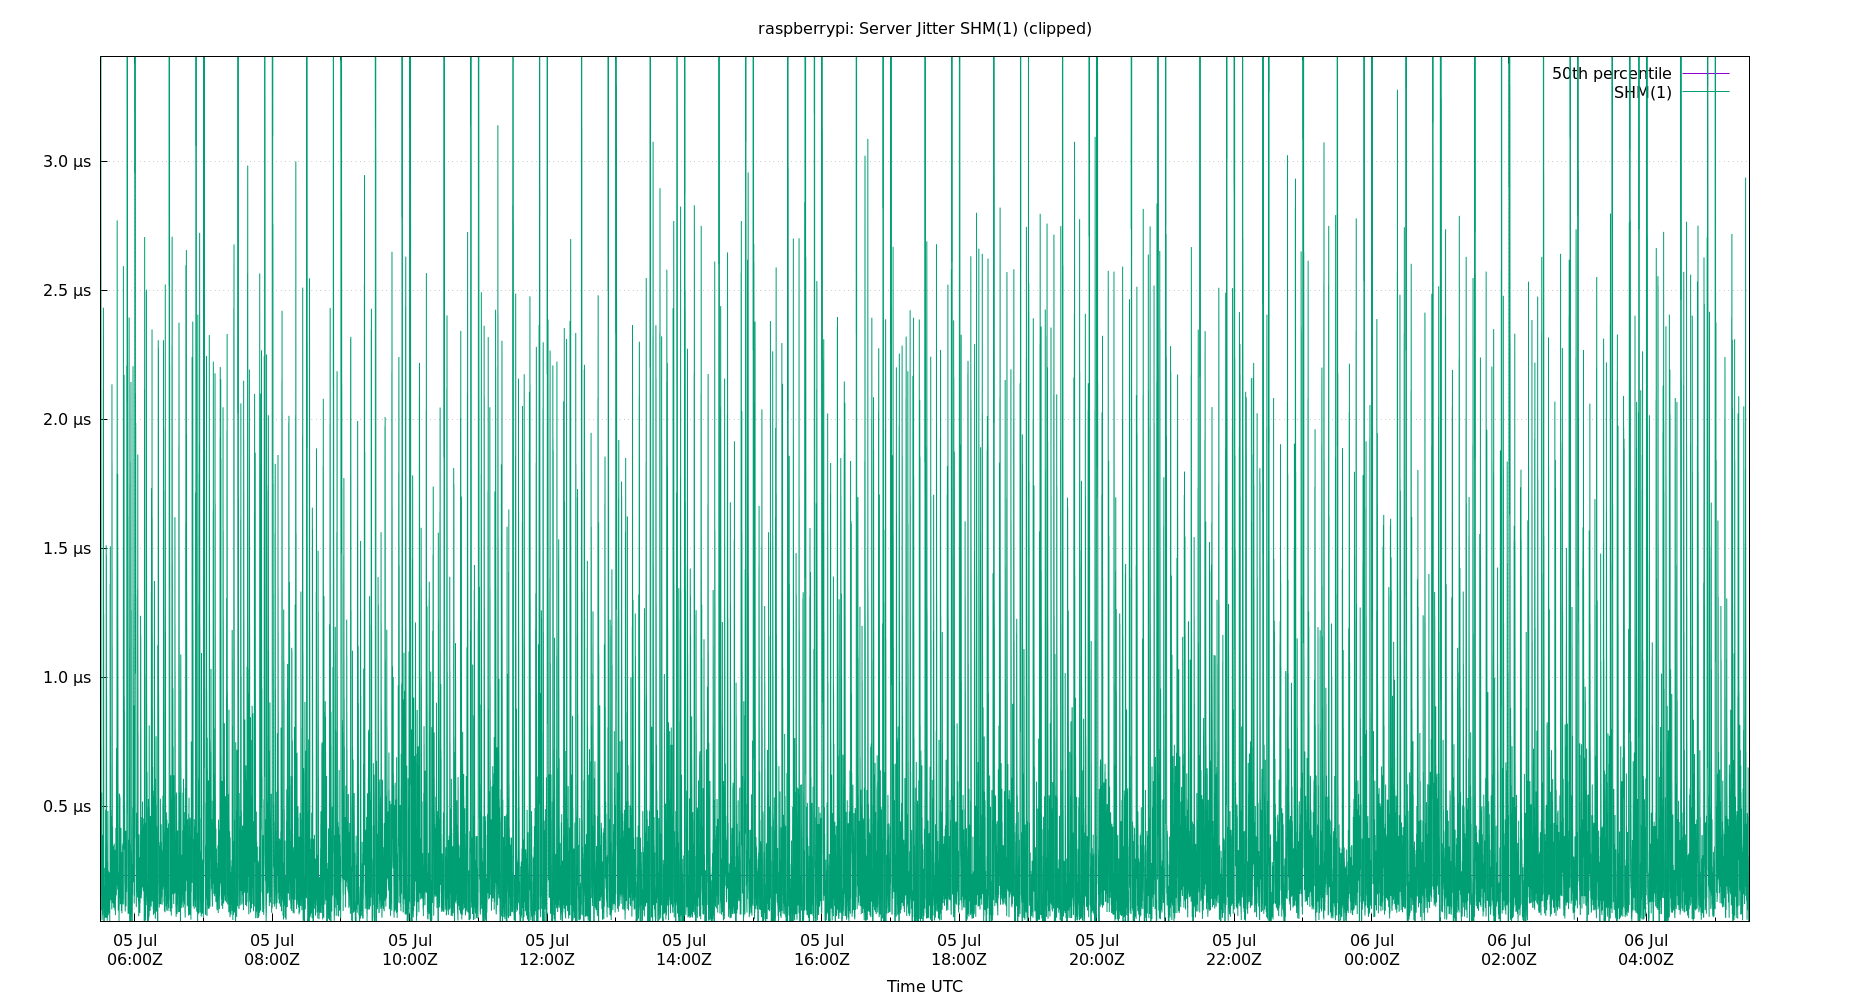 raspberrypi: Server Jitter SHM(1) (clipped)
50th percentile
SHM(1)
3.0 µs
2.5 µs
2.0 µs
1.5 µs
1.0 µs
0.5 µs
05 Jul 05 Jul 05 Jul 05 Jul 05 Jul 05 Jul 05 Jul 05 Jul 05 Jul 06 Jul 06 Jul 06 Jul
06:00Z 08:00Z 10:00Z 12:00Z 14:00Z 16:00Z 18:00Z 20:00Z 22:00Z 00:00Z 02:00Z 04:00Z
Time UTC